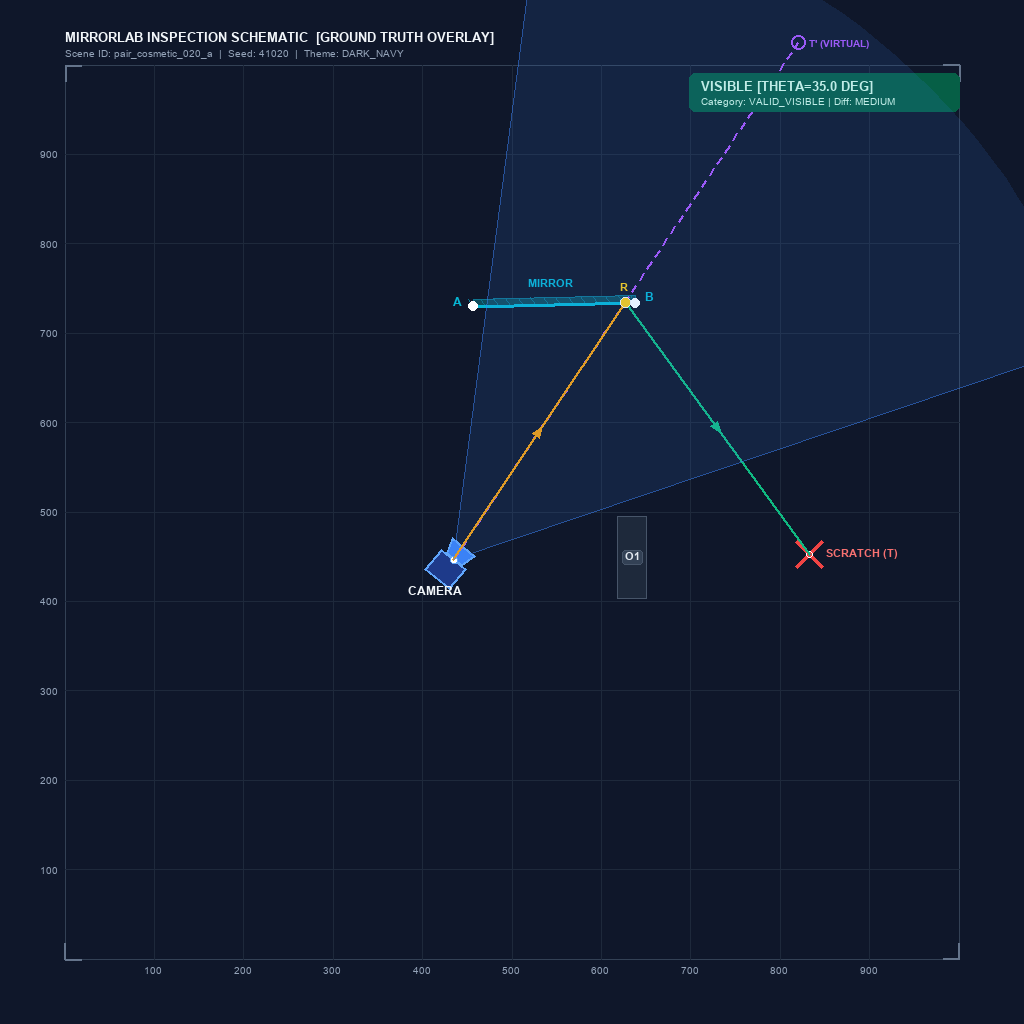 MIRRORLAB INSPECTION SCHEMATIC [GROUND TRUTH OVERLAY]
Scene ID: pair_cosmetic_020_a | Seed: 41020 | Theme: DARK_NAVY
T' (VIRTUAL)
VISIBLE [THETA=35.0 DEG]
Category: VALID_VISIBLE | Diff: MEDIUM
900
800
MIRROR
R
A
B
700
600
500
O1
SCRATCH (T)
CAMERA
400
300
200
100
100 200 300 400 500 600 700 800 900